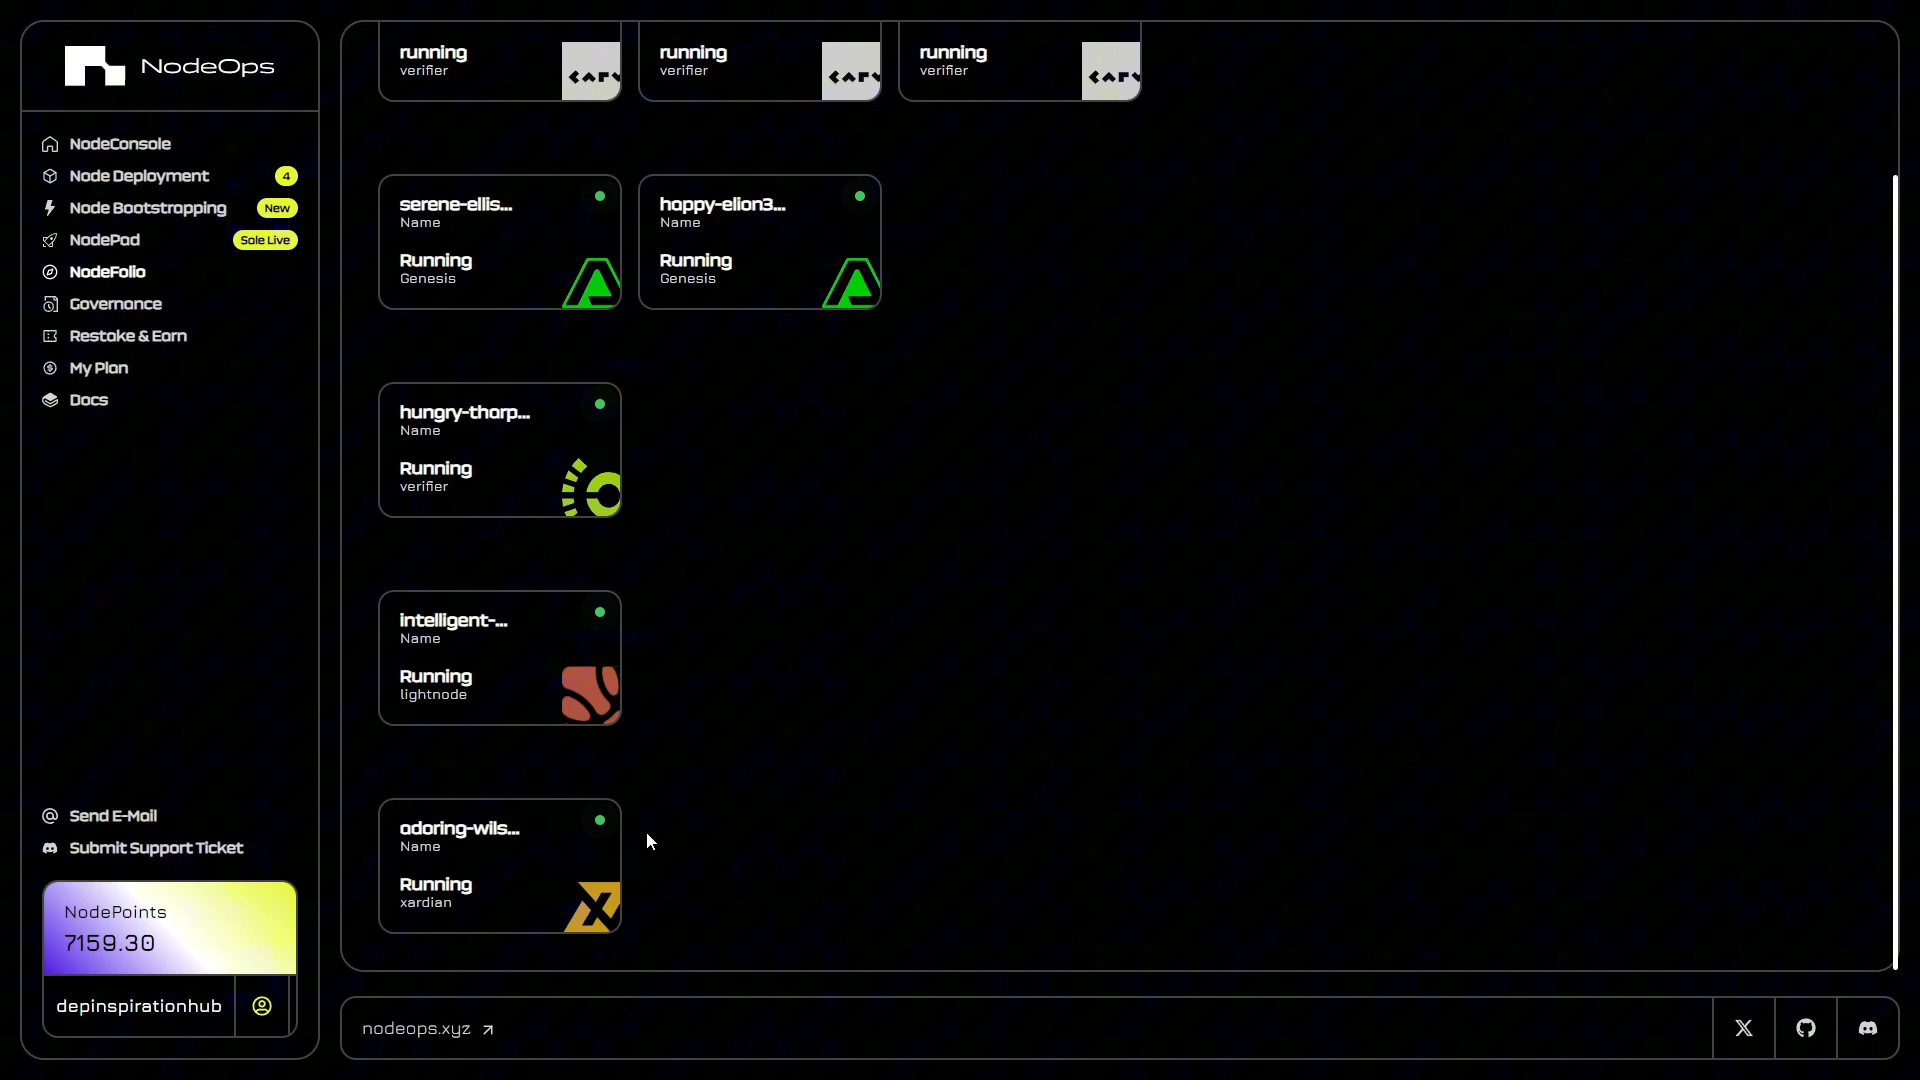 NodeOps
NodeConsole
Node Deployment 4
Node Bootstrapping New
NodePad Sale Live
NodeFolio
Governance
Restake & Earn
My Plan
Docs
Send E-Mail
Submit Support Ticket
NodePoints
7159.30
depinspirationhub
running
verifier
running
verifier
running
verifier
serene-ellis...
Name
Running
Genesis
happy-elion3...
Name
Running
Genesis
hungry-tharp...
Name
Running
verifier
intelligent-...
Name
Running
lightnode
adoring-wils...
Name
Running
xardian
nodeops.xyz